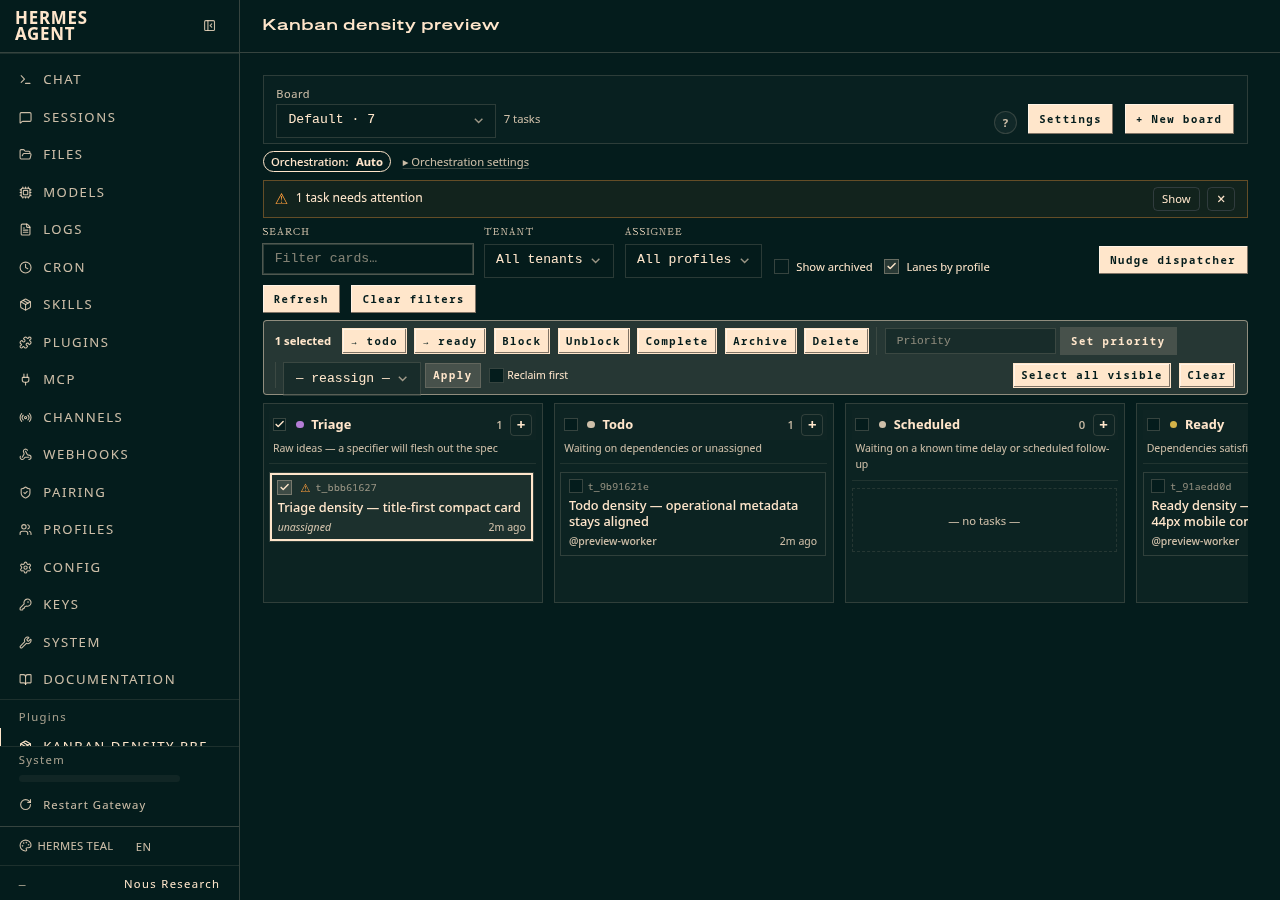 HERMES
AGENT
Kanban density preview
CHAT
SESSIONS
FILES
MODELS
LOGS
CRON
SKILLS
PLUGINS
MCP
CHANNELS
WEBHOOKS
PAIRING
PROFILES
CONFIG
KEYS
SYSTEM
DOCUMENTATION
Plugins
KANBAN DENSITY PRE
System
Restart Gateway
HERMES TEAL EN
— Nous Research
Board
Default · 7 7 tasks ? Settings + New board
Orchestration: Auto ▸ Orchestration settings
⚠ 1 task needs attention Show ✕
SEARCH TENANT ASSIGNEE
Filter cards… All tenants All profiles Show archived Lanes by profile Nudge dispatcher
Refresh Clear filters
1 selected → todo → ready Block Unblock Complete Archive Delete Priority Set priority
— reassign — Apply Reclaim first Select all visible Clear
Triage 1 +
Raw ideas — a specifier will flesh out the spec
⚠ t_bbb61627
Triage density — title-first compact card
unassigned 2m ago
Todo 1 +
Waiting on dependencies or unassigned
t_9b91621e
Todo density — operational metadata
stays aligned
@preview-worker 2m ago
Scheduled 0 +
Waiting on a known time delay or scheduled follow-
up
— no tasks —
Ready
Dependencies satisfi
t_91aedd0d
Ready density —
44px mobile cor
@preview-worker